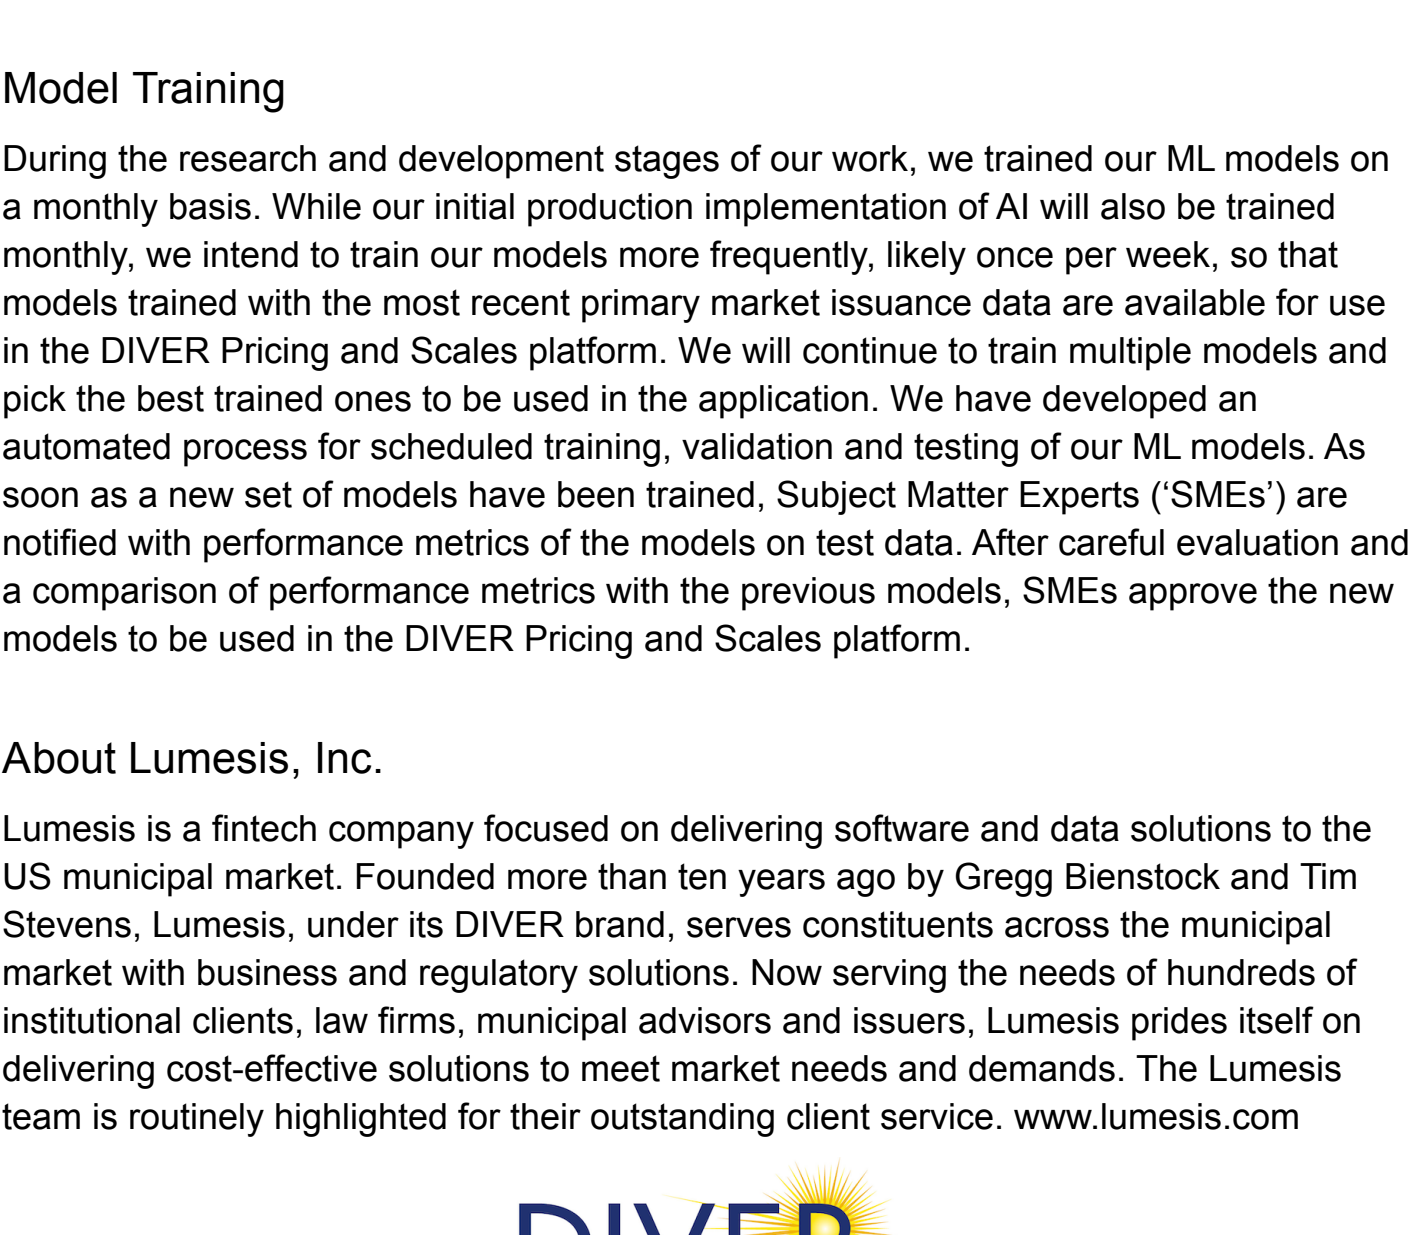 Model Training
During the research and development stages of our work, we trained our ML models on
a monthly basis. While our initial production implementation of AI will also be trained
monthly, we intend to train our models more frequently, likely once per week, so that
models trained with the most recent primary market issuance data are available for use
in the DIVER Pricing and Scales platform. We will continue to train multiple models and
pick the best trained ones to be used in the application. We have developed an
automated process for scheduled training, validation and testing of our ML models. As
soon as a new set of models have been trained, Subject Matter Experts (‘SMEs’) are
notified with performance metrics of the models on test data. After careful evaluation and
a comparison of performance metrics with the previous models, SMEs approve the new
models to be used in the DIVER Pricing and Scales platform.
About Lumesis, Inc.
Lumesis is a fintech company focused on delivering software and data solutions to the
US municipal market. Founded more than ten years ago by Gregg Bienstock and Tim
Stevens, Lumesis, under its DIVER brand, serves constituents across the municipal
market with business and regulatory solutions. Now serving the needs of hundreds of
institutional clients, law firms, municipal advisors and issuers, Lumesis prides itself on
delivering cost-effective solutions to meet market needs and demands. The Lumesis
team is routinely highlighted for their outstanding client service. www.lumesis.com
DIVER